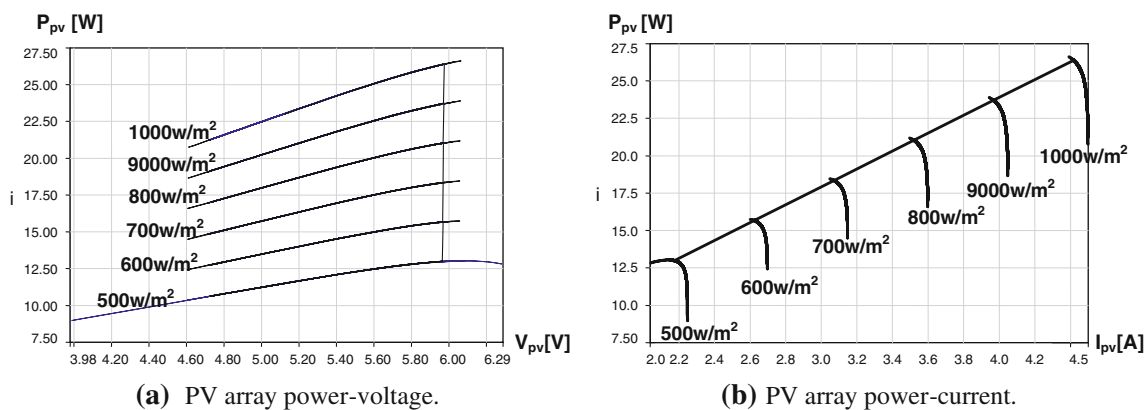 P_pv [W]
27.50
25.00
22.50
20.00
17.50
15.00
12.50
10.00
7.50
i
1000w/m²
9000w/m²
800w/m²
700w/m²
600w/m²
500w/m²
3.98 4.20 4.40 4.60 4.80 5.00 5.20 5.40 5.60 5.80 6.00 6.29
V_pv[V]
(a) PV array power-voltage.
P_pv [W]
27.5
25.0
22.5
20.0
17.5
15.0
12.5
10.0
7.50
i
1000w/m²
9000w/m²
800w/m²
700w/m²
600w/m²
500w/m²
2.0 2.2 2.4 2.6 2.8 3.0 3.2 3.4 3.6 3.8 4.0 4.2 4.5
I_pv[A]
(b) PV array power-current.